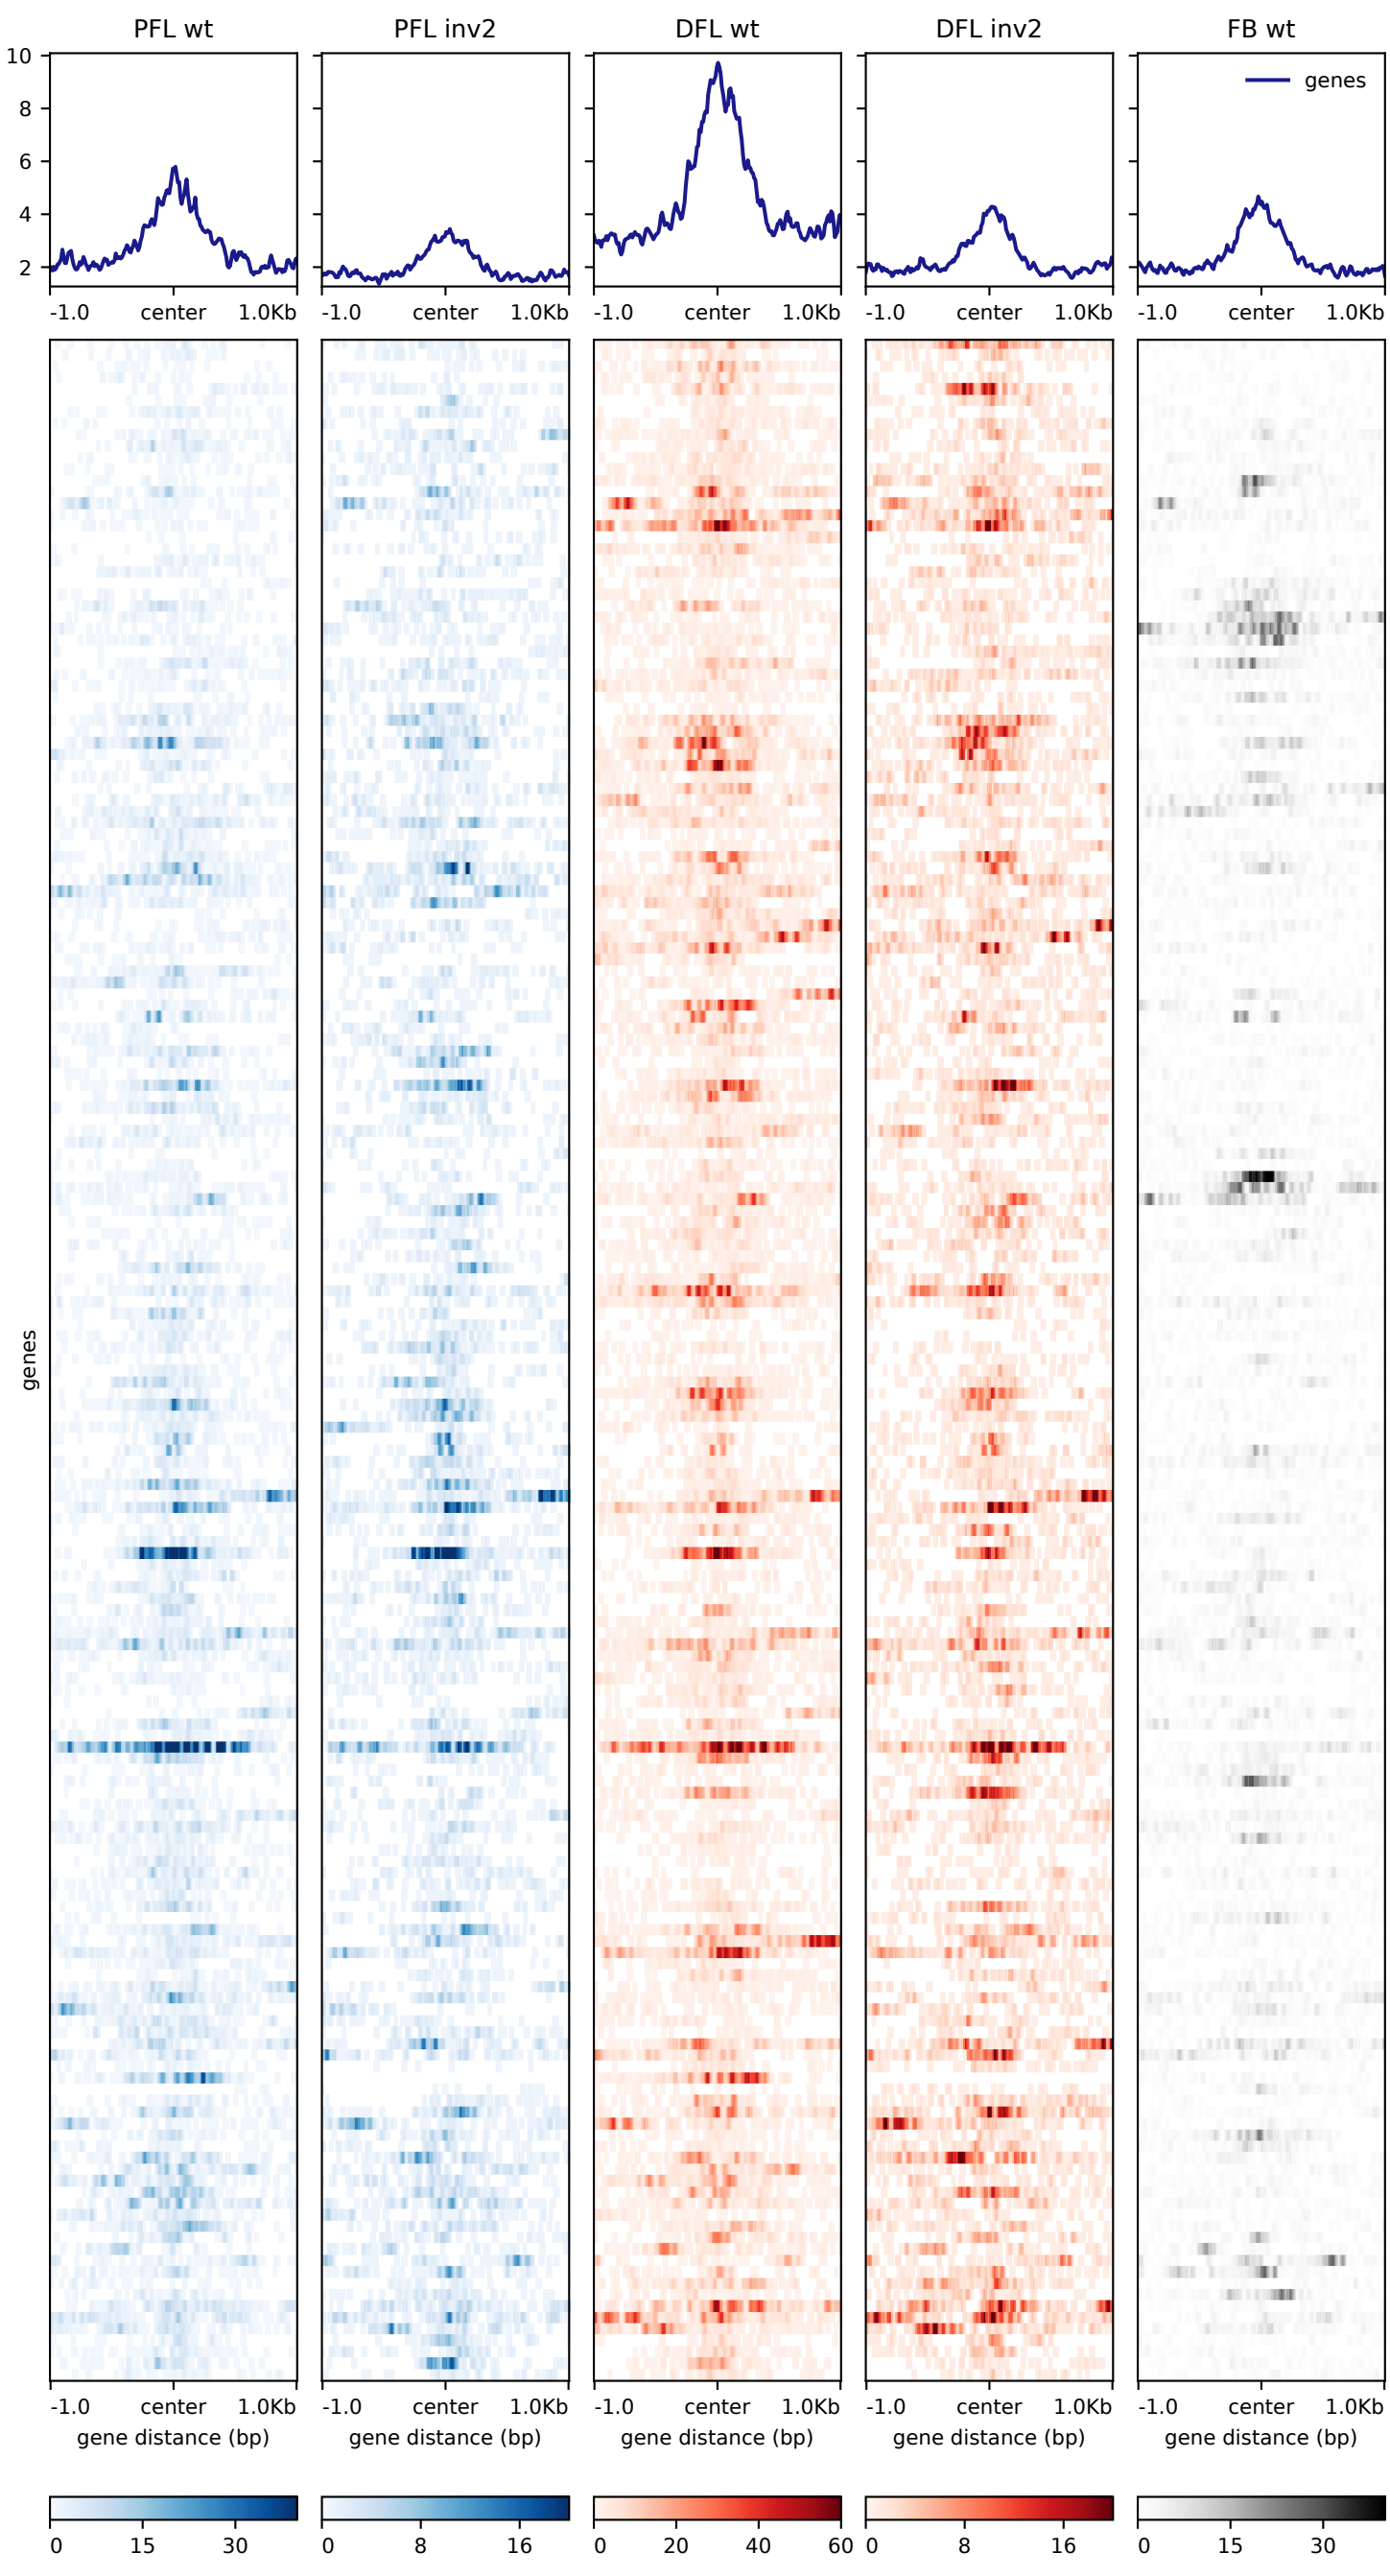 PFL wt PFL inv2 DFL wt DFL inv2 FB wt
10
8
6
4
2
genes
-1.0 center 1.0Kb -1.0 center 1.0Kb -1.0 center 1.0Kb -1.0 center 1.0Kb -1.0 center 1.0Kb
genes
-1.0 center 1.0Kb -1.0 center 1.0Kb -1.0 center 1.0Kb -1.0 center 1.0Kb -1.0 center 1.0Kb
gene distance (bp) gene distance (bp) gene distance (bp) gene distance (bp) gene distance (bp)
0 15 30 0 8 16 0 20 40 60 0 8 16 0 15 30